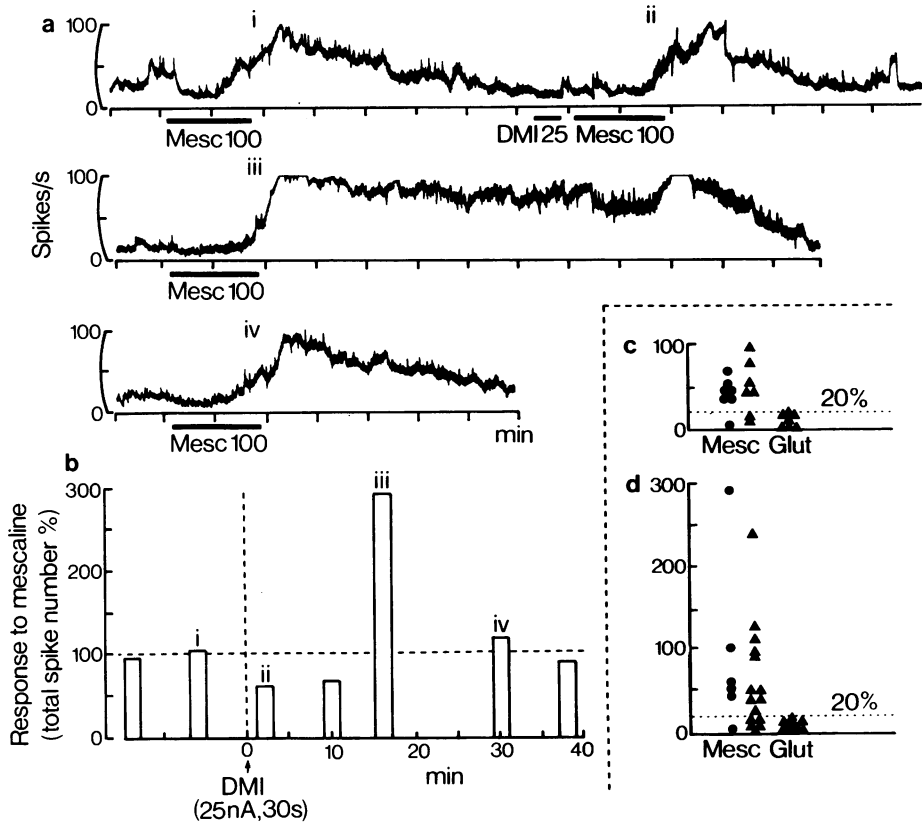 a
i
ii
100
0
Mesc 100
DMI 25
Mesc 100
iii
Spikes/s
100
0
Mesc 100
iv
100
0
Mesc 100
min
b
Response to mescaline
(total spike number %)
300
200
100
0
i
ii
iii
iv
0
10
20
30
40
min
DMI
(25nA,30s)
c
100
0
20%
Mesc Glut
d
300
200
100
0
20%
Mesc Glut